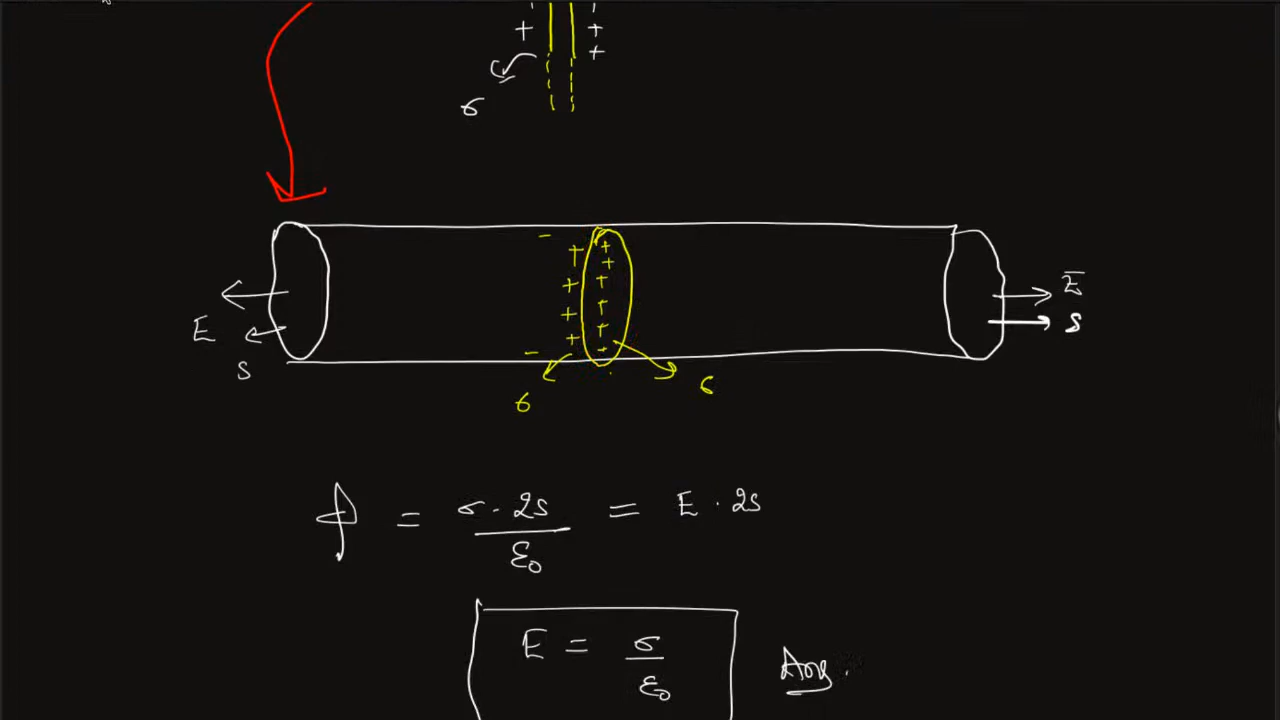 + +
+
σ
- + +
+ +
+ +
+ +
+ +
- +
E S
E̅ S
σ σ
ϕ = σ · 2s / ε₀ = E · 2s
E = σ / ε₀ Ans.